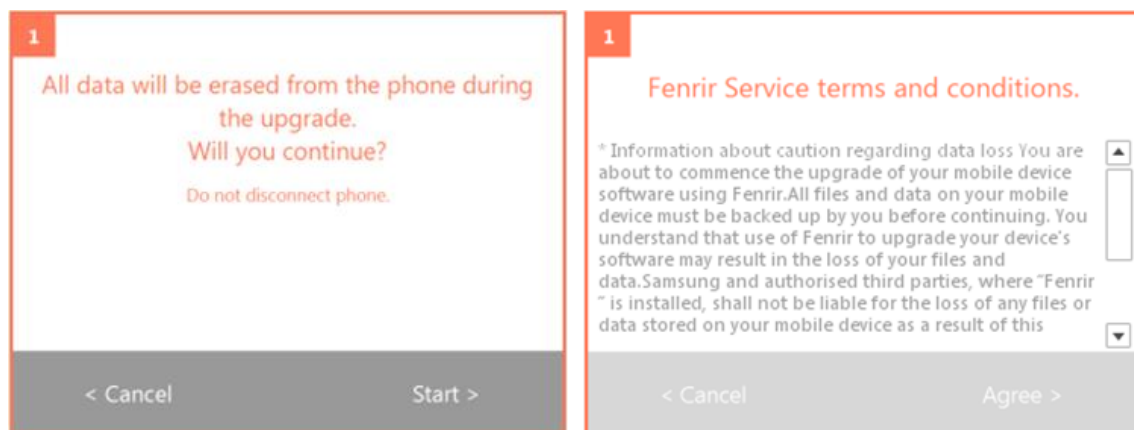 1
All data will be erased from the phone during
the upgrade.
Will you continue?
Do not disconnect phone.
< Cancel
Start >
1
Fenrir Service terms and conditions.
* Information about caution regarding data loss You are
about to commence the upgrade of your mobile device
software using Fenrir.All files and data on your mobile
device must be backed up by you before continuing. You
understand that use of Fenrir to upgrade your device's
software may result in the loss of your files and
data.Samsung and authorised third parties, where “Fenrir
” is installed, shall not be liable for the loss of any files or
data stored on your mobile device as a result of this
< Cancel
Agree >